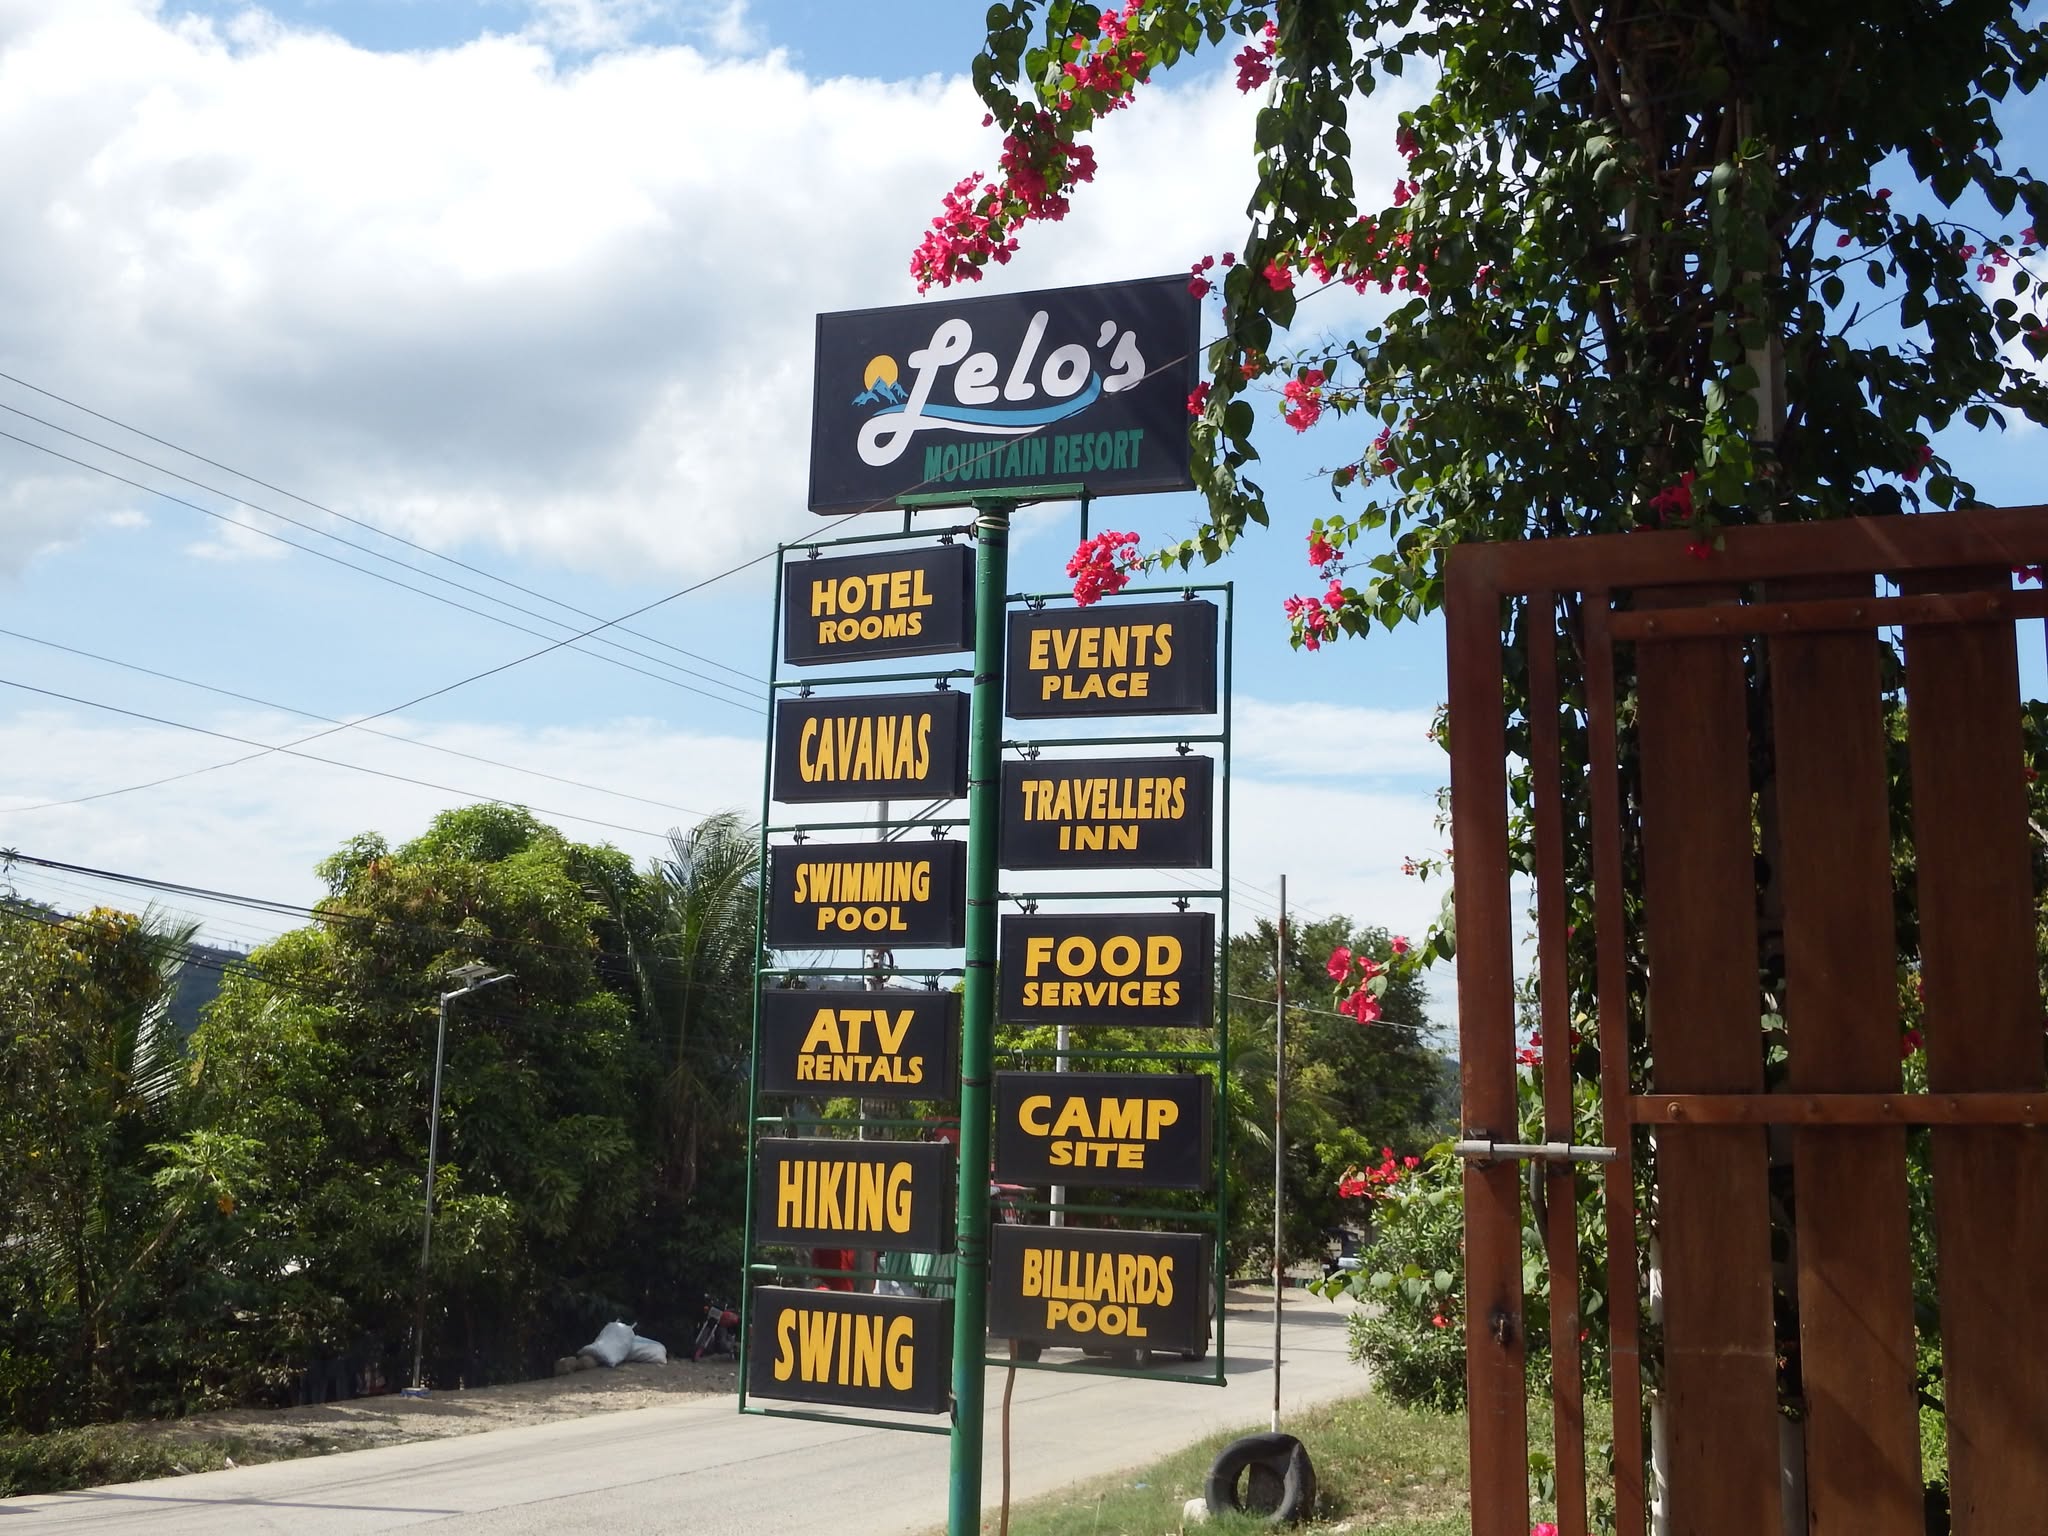 Lelo's
MOUNTAIN RESORT
HOTEL
ROOMS
CAVANAS
SWIMMING
POOL
ATV
RENTALS
HIKING
SWING
EVENTS
PLACE
TRAVELLERS
INN
FOOD
SERVICES
CAMP
SITE
BILLIARDS
POOL